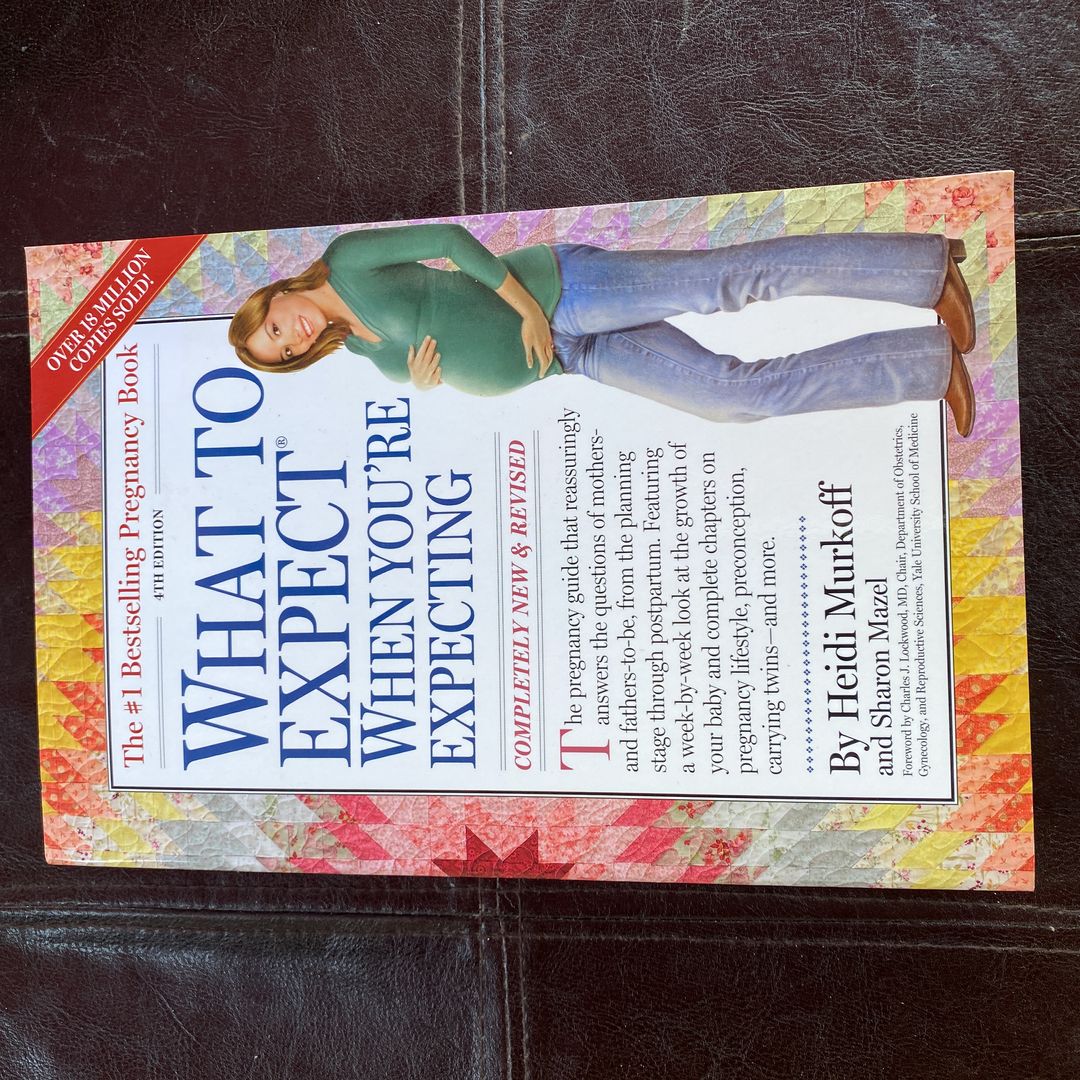 OVER 18 MILLION
COPIES SOLD!
The #1 Bestselling Pregnancy Book
4TH EDITION
WHAT TO
EXPECT®
WHEN YOU'RE
EXPECTING
COMPLETELY NEW & REVISED
The pregnancy guide that reassuringly
answers the questions of mothers-
and fathers-to-be, from the planning
stage through postpartum. Featuring
a week-by-week look at the growth of
your baby and complete chapters on
pregnancy lifestyle, preconception,
carrying twins—and more.
By Heidi Murkoff
and Sharon Mazel
Foreword by Charles J. Lockwood, MD, Chair, Department of Obstetrics,
Gynecology, and Reproductive Sciences, Yale University School of Medicine